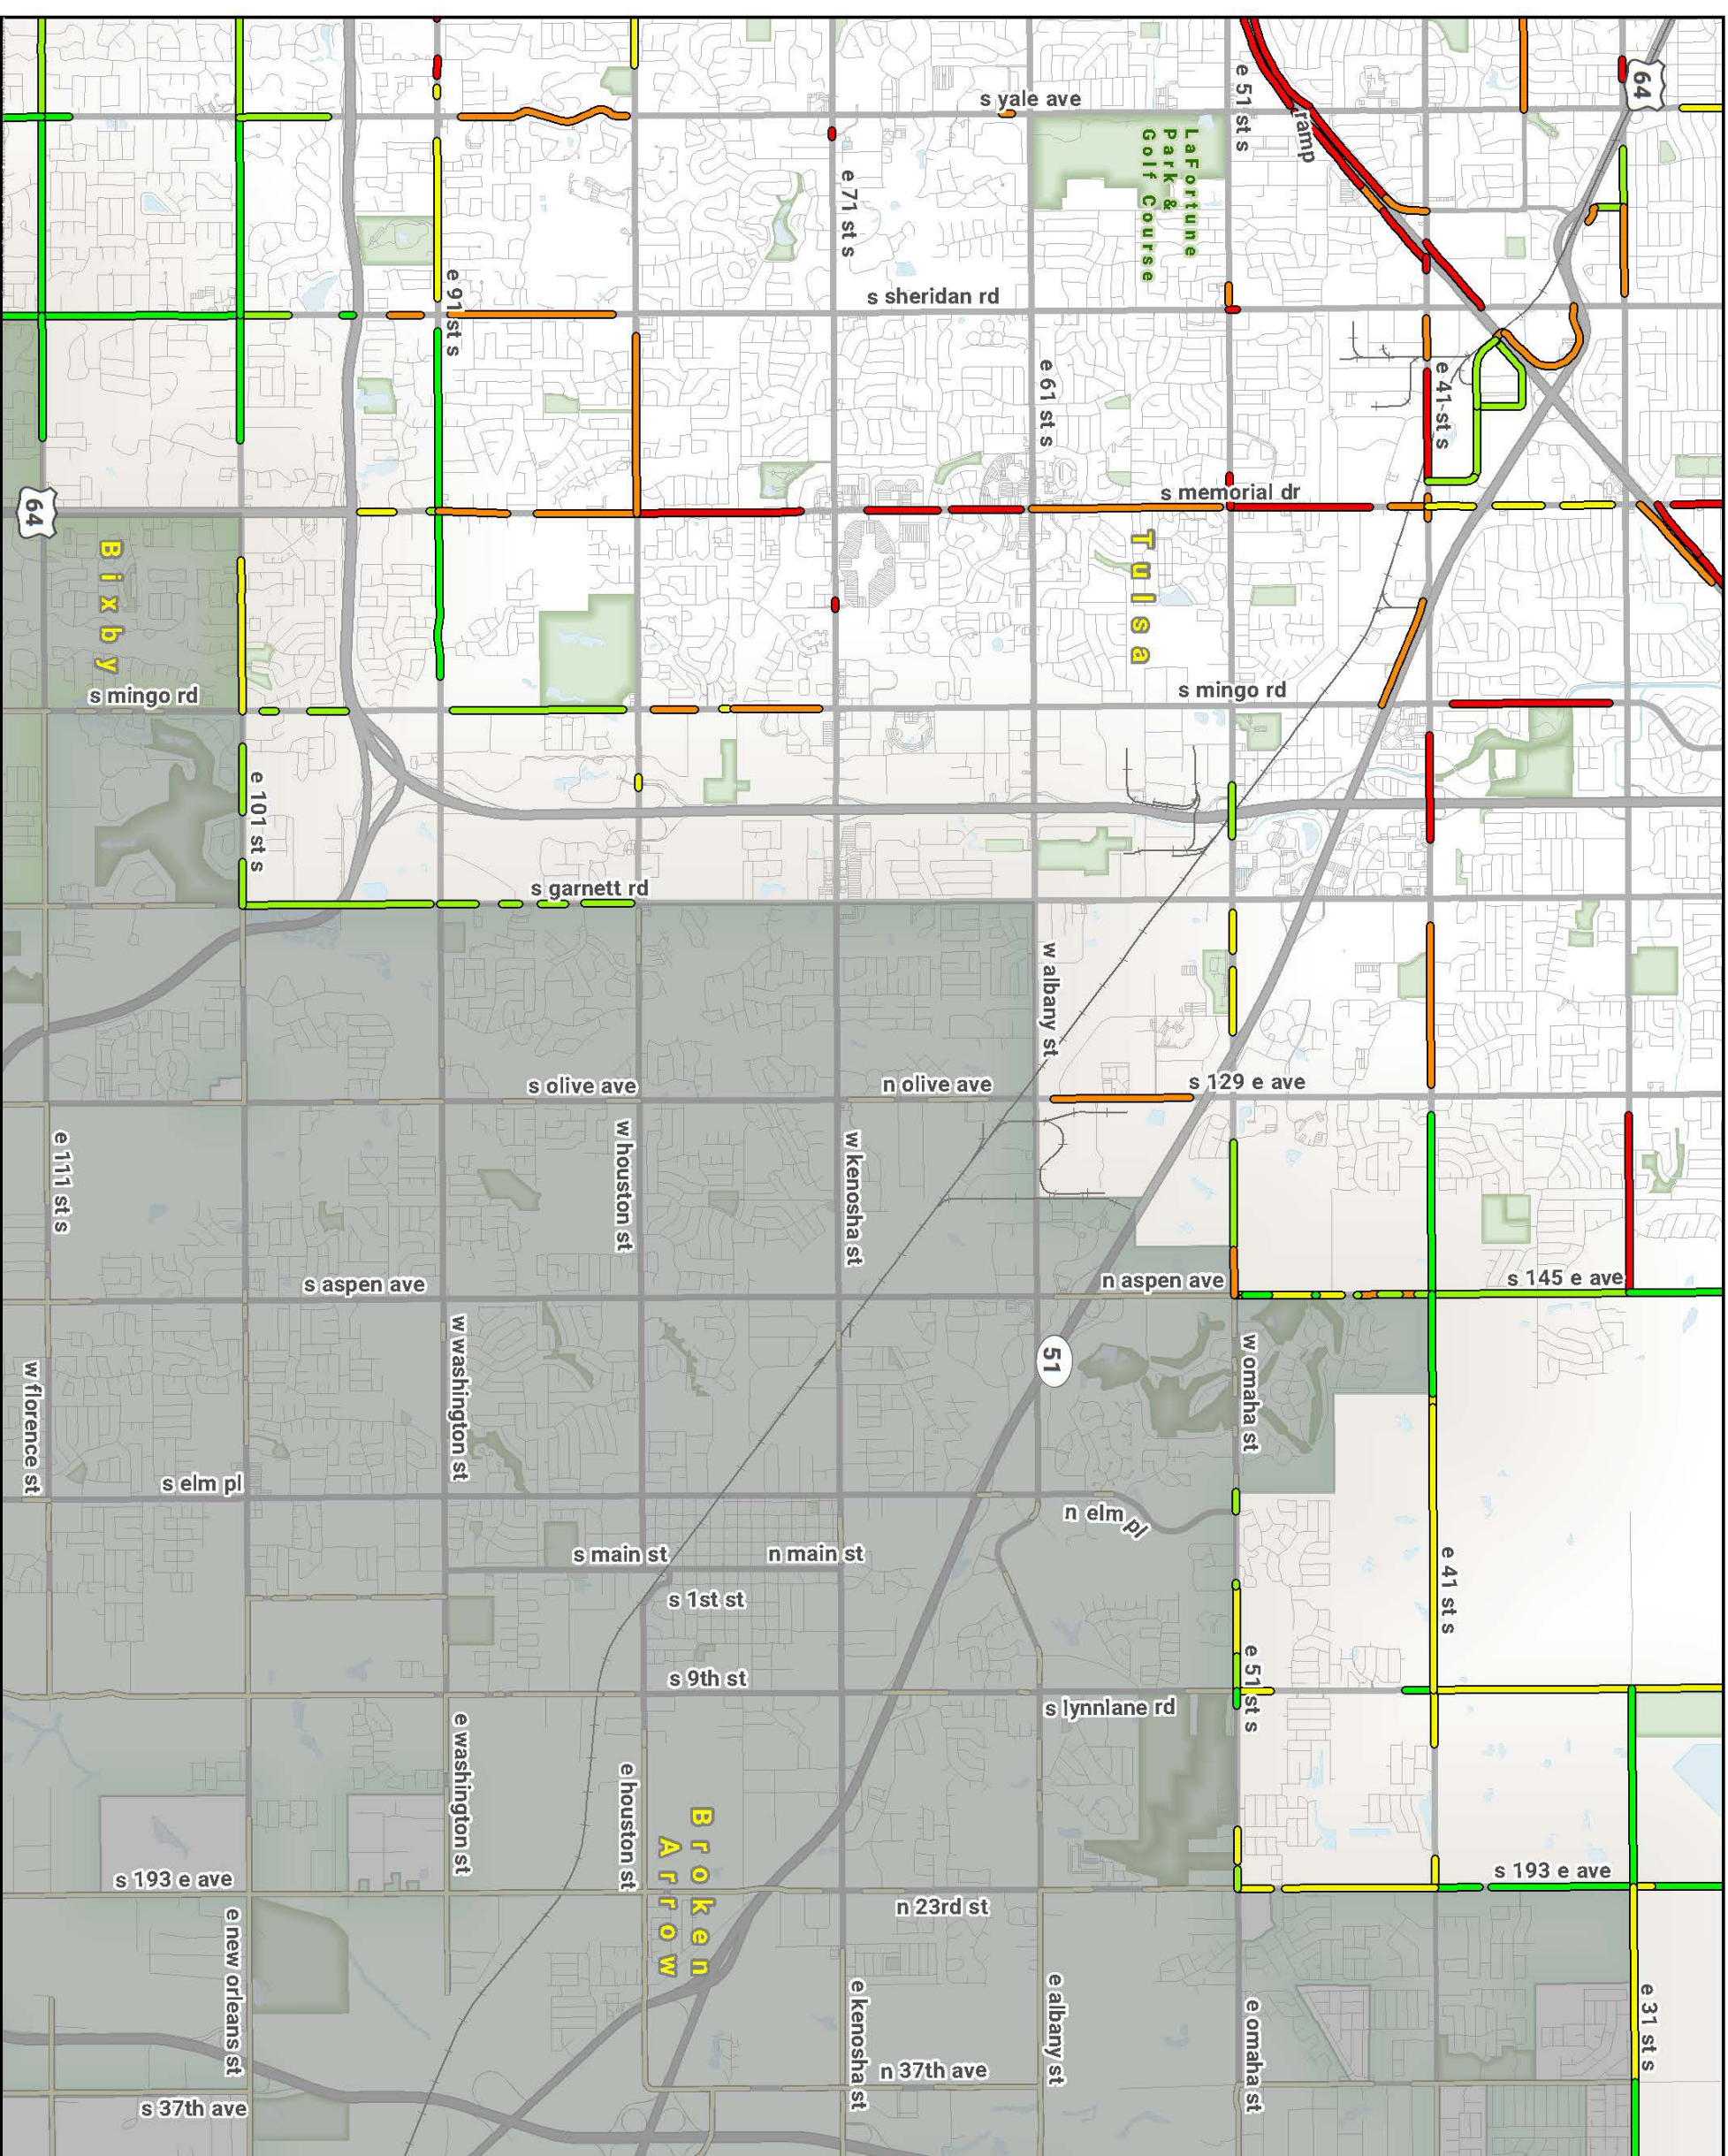 64
s yale ave
e 51 st s
ramp
LaFortune
Park &
Golf Course
e 71 st s
e 91 st s
s sheridan rd
e 61 st s
e 41 st s
s memorial dr
64
Bixby
Tulsa
s mingo rd
s mingo rd
e 101 st s
s garnett rd
w albany st
s olive ave
n olive ave
s 129 e ave
e 111 st s
w houston st
w kenosha st
s aspen ave
n aspen ave
s 145 e ave
w florence st
w washington st
51
w omaha st
s elm pl
n elm pl
s main st
n main st
e 41 st s
s 1st st
s 9th st
e 51 st s
s lynnlane rd
e washington st
e houston st
Broken
Arrow
s 193 e ave
s 193 e ave
n 23rd st
e new orleans st
e kenosha st
e albany st
e omaha st
e 31 st s
n 37th ave
s 37th ave